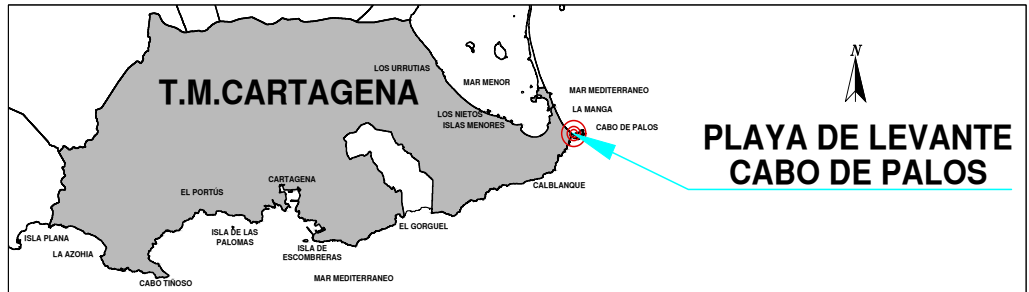 N
MAR MEDITERRANEO
LOS URRUTIAS
MAR MENOR
T.M.CARTAGENA
LA MANGA
LOS NIETOS
ISLAS MENORES
CABO DE PALOS
PLAYA DE LEVANTE
CABO DE PALOS
CARTAGENA
CALBLANQUE
EL PORTÚS
EL GORGUEL
ISLA DE LAS
PALOMAS
ISLA PLANA
ISLA DE
ESCOMBRERAS
LA AZOHIA
MAR MEDITERRANEO
CABO TIÑOSO